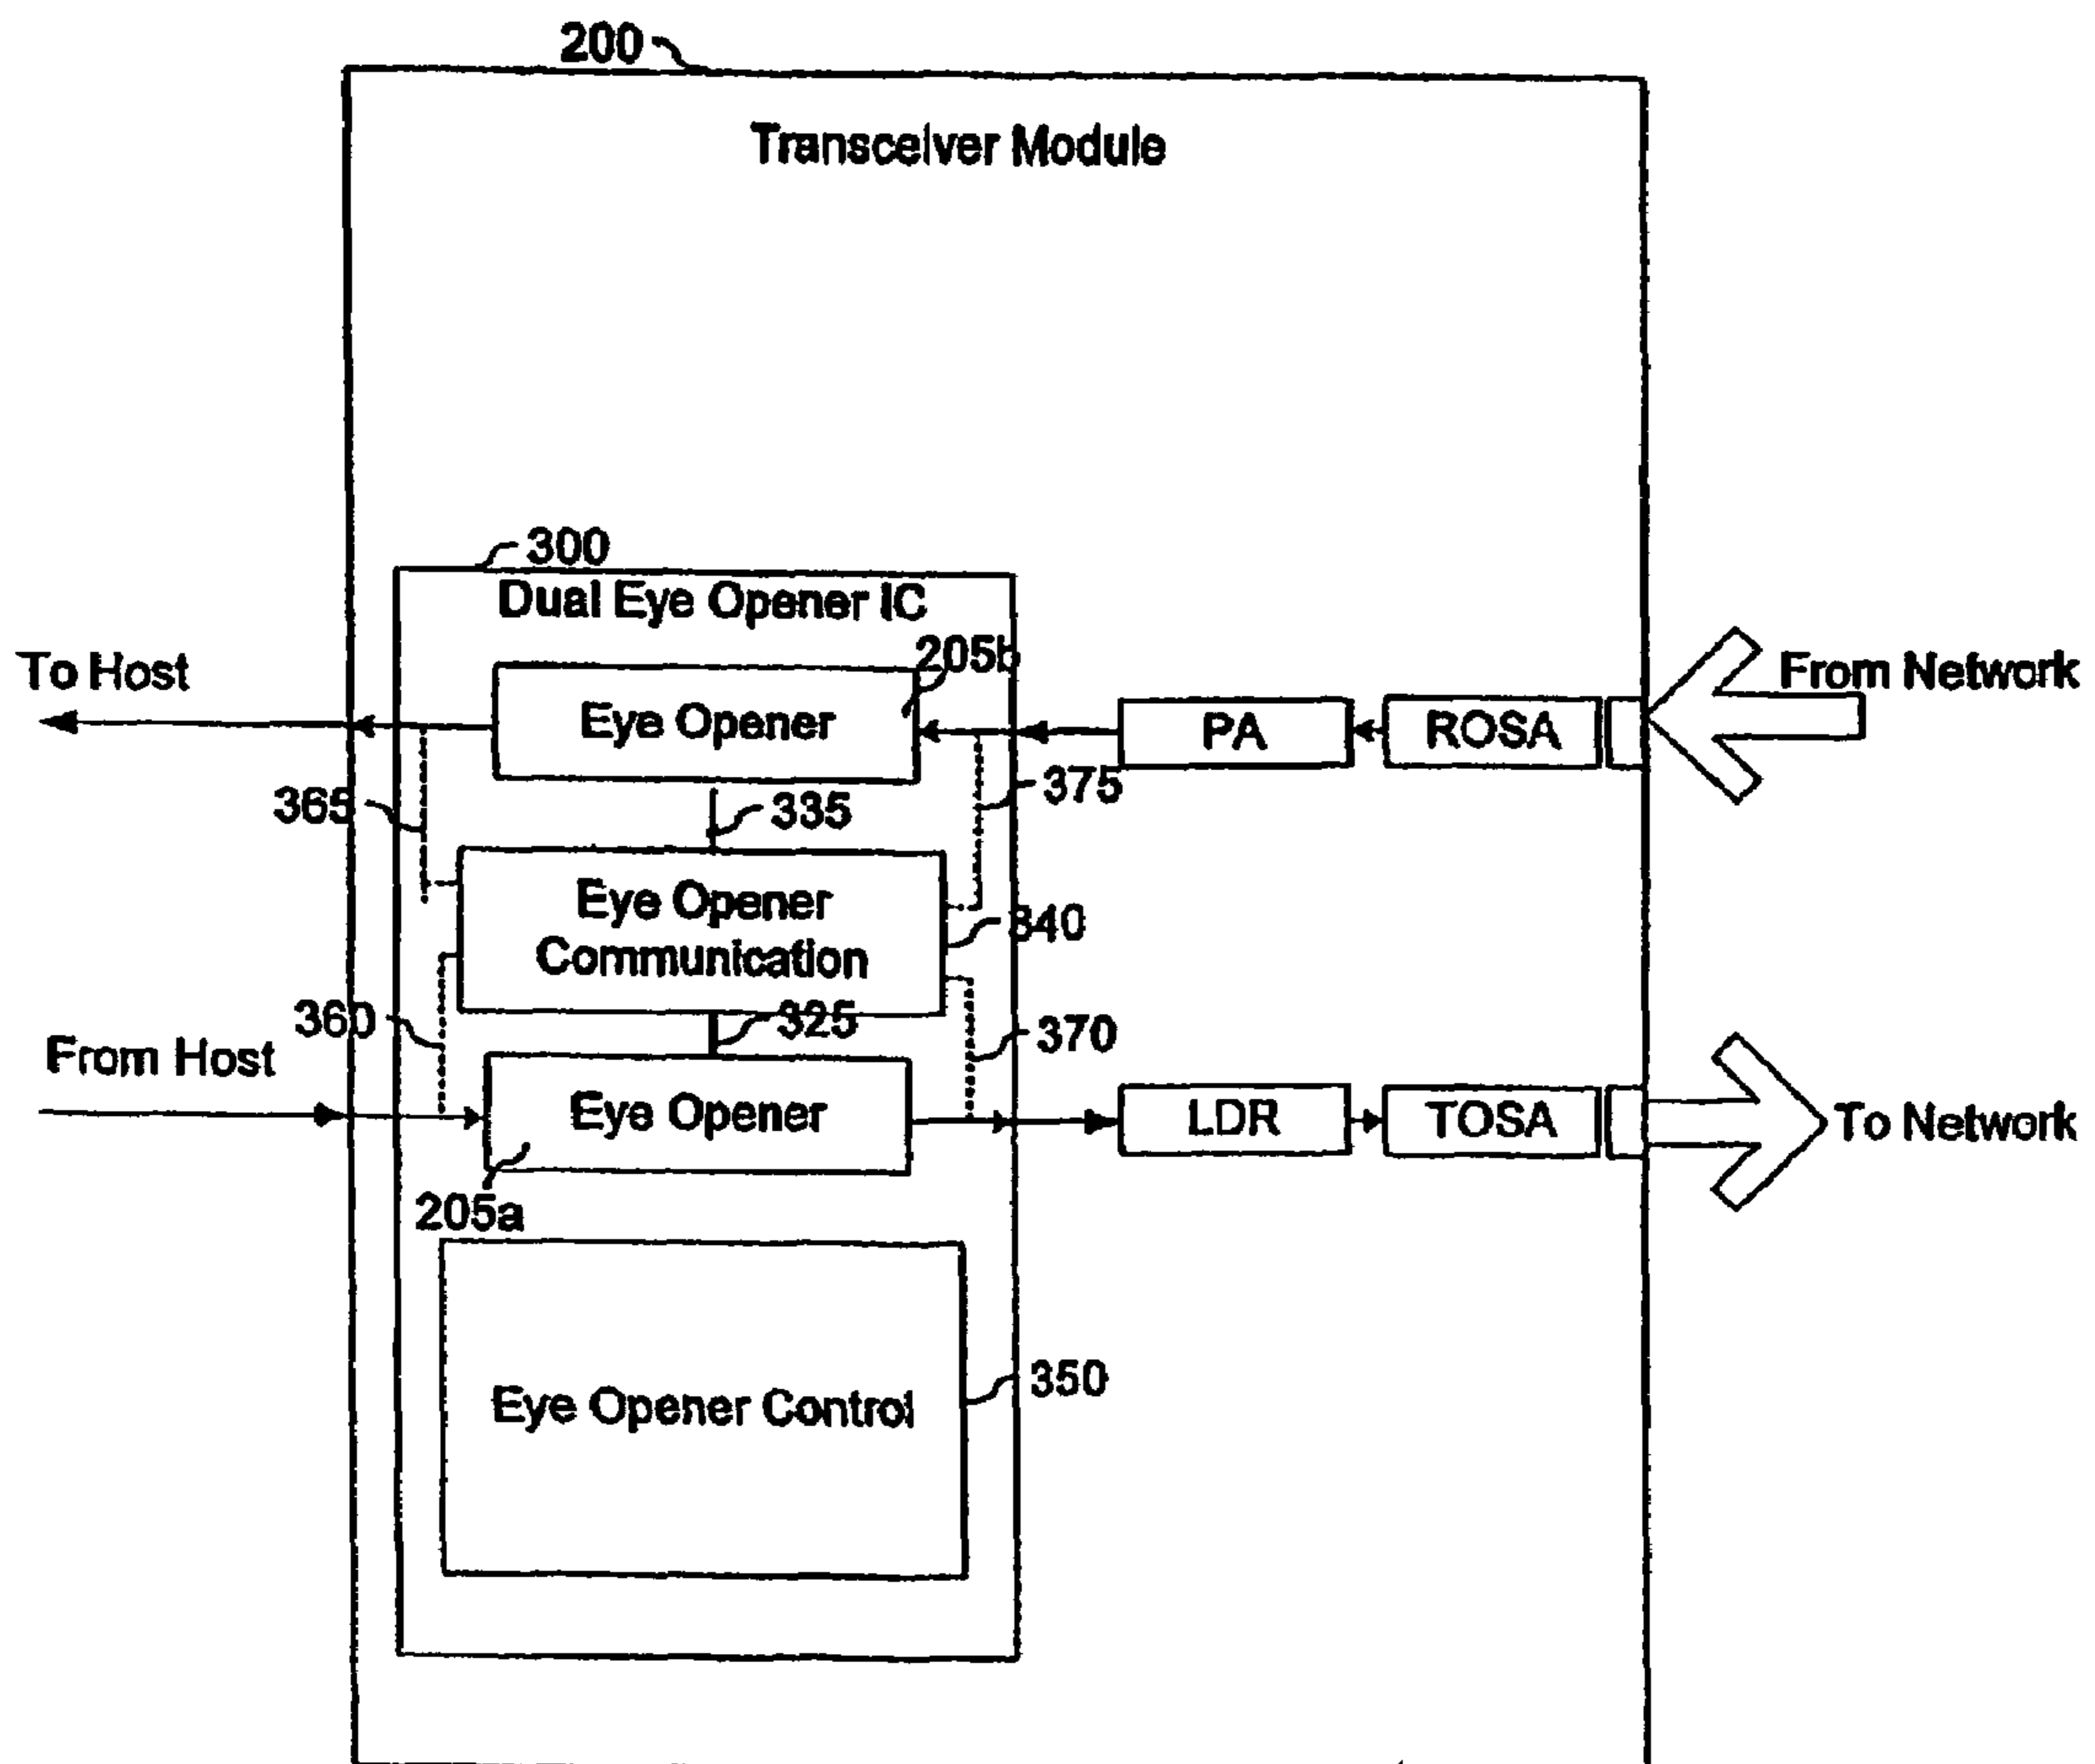 200
Transceiver Module
300
Dual Eye Opener IC
205b
To Host
From Network
Eye Opener
PA
ROSA
365
335
375
Eye Opener
Communication
340
360
325
370
From Host
Eye Opener
LDR
TOSA
To Network
205a
Eye Opener Control
350